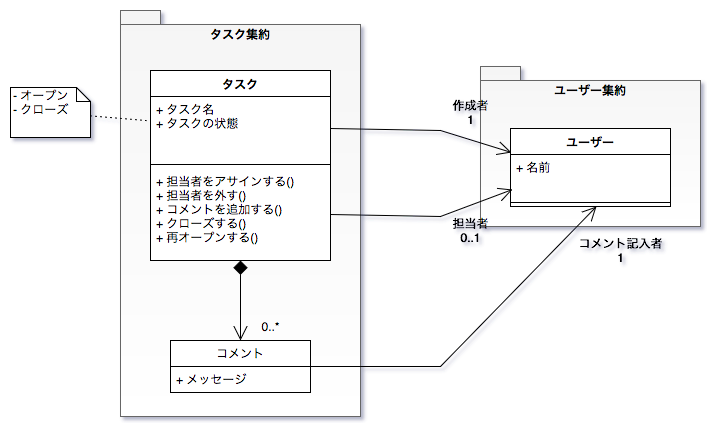 タスク集約
タスク
- オープン
- クローズ
+ タスク名
+ タスクの状態
+ 担当者をアサインする()
+ 担当者を外す()
+ コメントを追加する()
+ クローズする()
+ 再オープンする()
0..*
コメント
+ メッセージ
作成者
1
担当者
0..1
コメント記入者
1
ユーザー集約
ユーザー
+ 名前